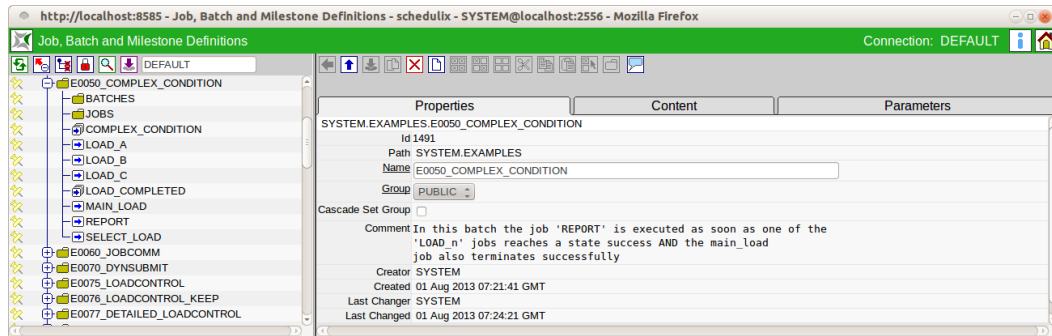 http://localhost:8585 - Job, Batch and Milestone Definitions - schedulix - SYSTEM@localhost:2556 - Mozilla Firefox
Job, Batch and Milestone Definitions
Connection: DEFAULT
DEFAULT
E0050_COMPLEX_CONDITION
BATCHES
JOBS
COMPLEX_CONDITION
LOAD_A
LOAD_B
LOAD_C
LOAD_COMPLETED
MAIN_LOAD
REPORT
SELECT_LOAD
E0060_JOBCOMM
E0070_DYNSUBMIT
E0075_LOADCONTROL
E0076_LOADCONTROL_KEEP
E0077_DETAILED_LOADCONTROL
Properties
Content
Parameters
SYSTEM.EXAMPLES.E0050_COMPLEX_CONDITION
Id 1491
Path SYSTEM.EXAMPLES
Name E0050_COMPLEX_CONDITION
Group PUBLIC
Cascade Set Group
Comment In this batch the job 'REPORT' is executed as soon as one of the
'LOAD_n' jobs reaches a state success AND the main_load
job also terminates successfully
Creator SYSTEM
Created 01 Aug 2013 07:21:41 GMT
Last Changer SYSTEM
Last Changed 01 Aug 2013 07:24:21 GMT